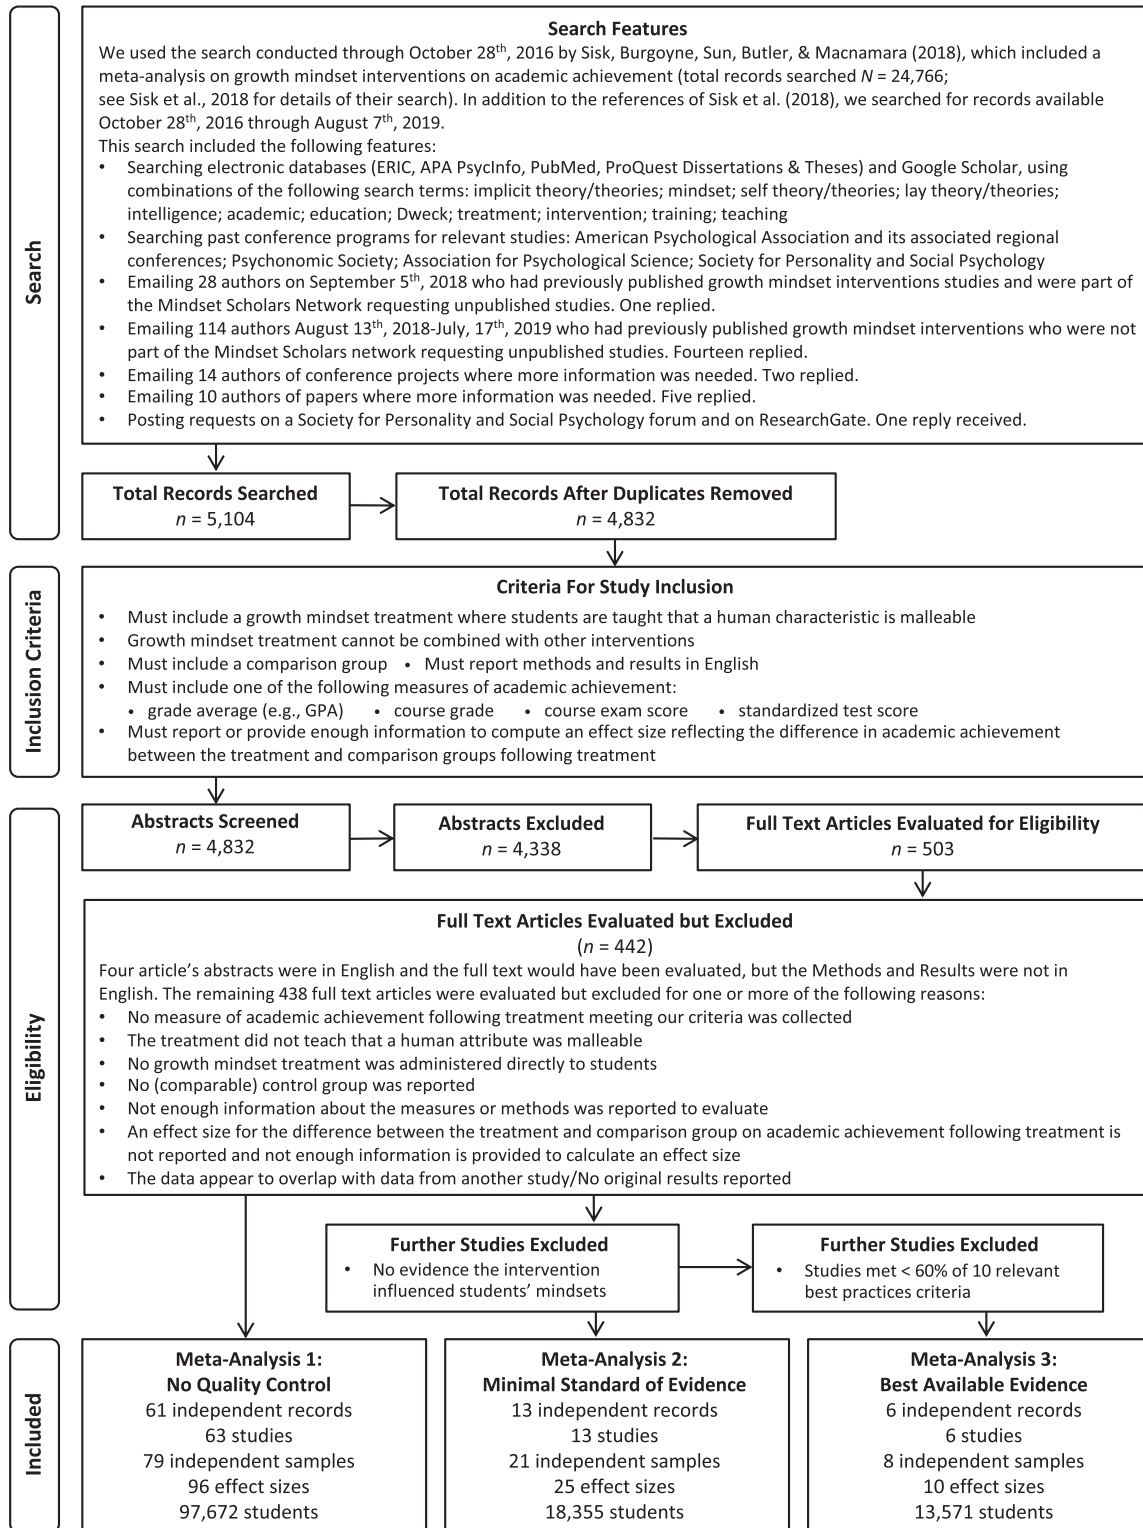 Search
Search Features
We used the search conducted through October 28th, 2016 by Sisk, Burgoyne, Sun, Butler, & Macnamara (2018), which included a
meta-analysis on growth mindset interventions on academic achievement (total records searched N = 24,766;
see Sisk et al., 2018 for details of their search). In addition to the references of Sisk et al. (2018), we searched for records available
October 28th, 2016 through August 7th, 2019.
This search included the following features:
• Searching electronic databases (ERIC, APA PsycInfo, PubMed, ProQuest Dissertations & Theses) and Google Scholar, using
combinations of the following search terms: implicit theory/theories; mindset; self theory/theories; lay theory/theories;
intelligence; academic; education; Dweck; treatment; intervention; training; teaching
• Searching past conference programs for relevant studies: American Psychological Association and its associated regional
conferences; Psychonomic Society; Association for Psychological Science; Society for Personality and Social Psychology
• Emailing 28 authors on September 5th, 2018 who had previously published growth mindset interventions studies and were part of
the Mindset Scholars Network requesting unpublished studies. One replied.
• Emailing 114 authors August 13th, 2018-July, 17th, 2019 who had previously published growth mindset interventions who were not
part of the Mindset Scholars network requesting unpublished studies. Fourteen replied.
• Emailing 14 authors of conference projects where more information was needed. Two replied.
• Emailing 10 authors of papers where more information was needed. Five replied.
• Posting requests on a Society for Personality and Social Psychology forum and on ResearchGate. One reply received.
Total Records Searched
n = 5,104
Total Records After Duplicates Removed
n = 4,832
Inclusion Criteria
Criteria For Study Inclusion
• Must include a growth mindset treatment where students are taught that a human characteristic is malleable
• Growth mindset treatment cannot be combined with other interventions
• Must include a comparison group • Must report methods and results in English
• Must include one of the following measures of academic achievement:
• grade average (e.g., GPA) • course grade • course exam score • standardized test score
• Must report or provide enough information to compute an effect size reflecting the difference in academic achievement
between the treatment and comparison groups following treatment
Eligibility
Abstracts Screened
n = 4,832
Abstracts Excluded
n = 4,338
Full Text Articles Evaluated for Eligibility
n = 503
Full Text Articles Evaluated but Excluded
(n = 442)
Four article's abstracts were in English and the full text would have been evaluated, but the Methods and Results were not in
English. The remaining 438 full text articles were evaluated but excluded for one or more of the following reasons:
• No measure of academic achievement following treatment meeting our criteria was collected
• The treatment did not teach that a human attribute was malleable
• No growth mindset treatment was administered directly to students
• No (comparable) control group was reported
• Not enough information about the measures or methods was reported to evaluate
• An effect size for the difference between the treatment and comparison group on academic achievement following treatment is
not reported and not enough information is provided to calculate an effect size
• The data appear to overlap with data from another study/No original results reported
Further Studies Excluded
• No evidence the intervention
influenced students' mindsets
Further Studies Excluded
• Studies met < 60% of 10 relevant
best practices criteria
Included
Meta-Analysis 1:
No Quality Control
61 independent records
63 studies
79 independent samples
96 effect sizes
97,672 students
Meta-Analysis 2:
Minimal Standard of Evidence
13 independent records
13 studies
21 independent samples
25 effect sizes
18,355 students
Meta-Analysis 3:
Best Available Evidence
6 independent records
6 studies
8 independent samples
10 effect sizes
13,571 students